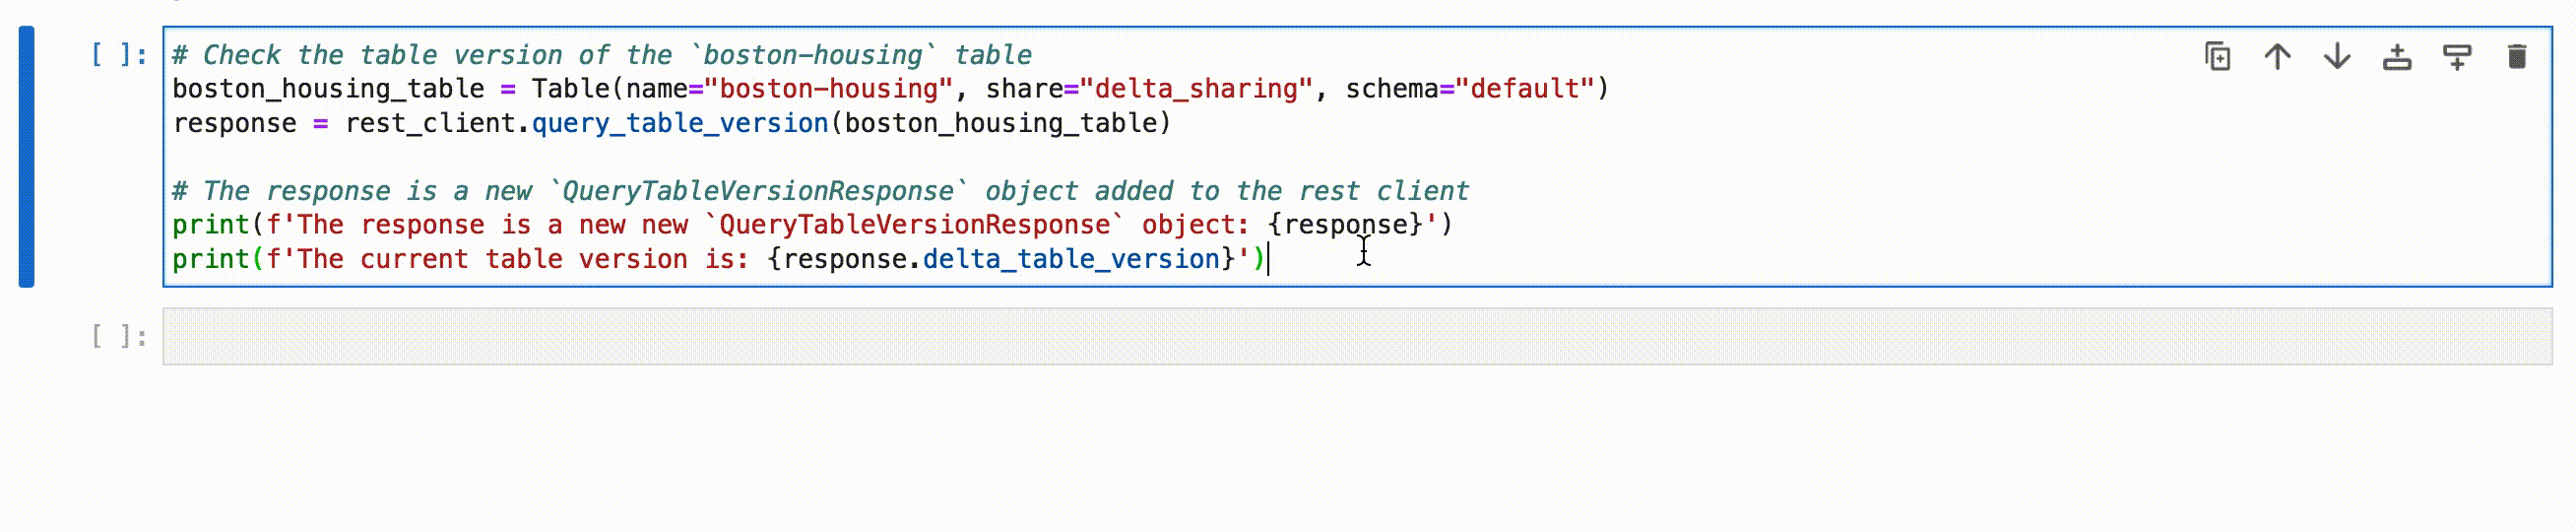 [ ]: # Check the table version of the `boston-housing` table
boston_housing_table = Table(name="boston-housing", share="delta_sharing", schema="default")
response = rest_client.query_table_version(boston_housing_table)
# The response is a new `QueryTableVersionResponse` object added to the rest client
print(f'The response is a new new `QueryTableVersionResponse` object: {response}')
print(f'The current table version is: {response.delta_table_version}')
[ ]: